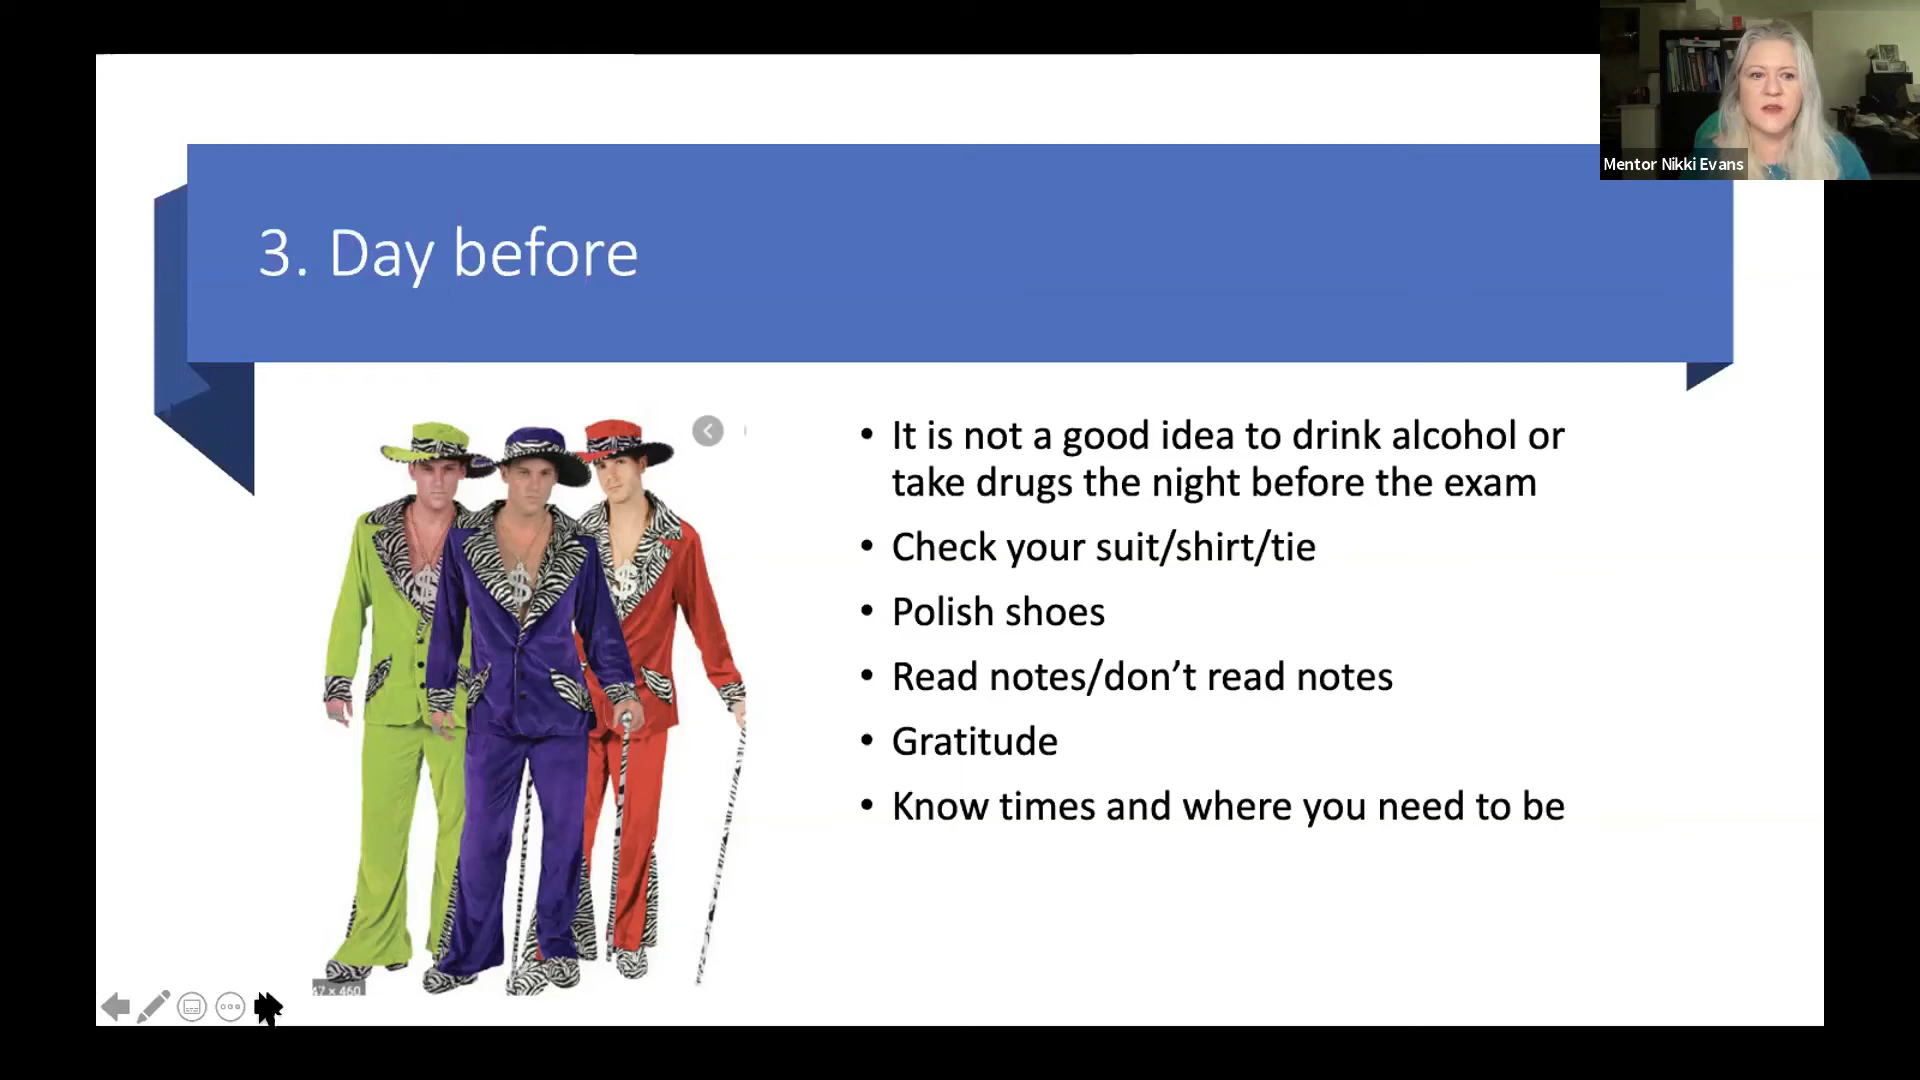 Mentor Nikki Evans
3. Day before
• It is not a good idea to drink alcohol or
take drugs the night before the exam
• Check your suit/shirt/tie
• Polish shoes
• Read notes/don’t read notes
• Gratitude
• Know times and where you need to be
$ $ $
47 × 460